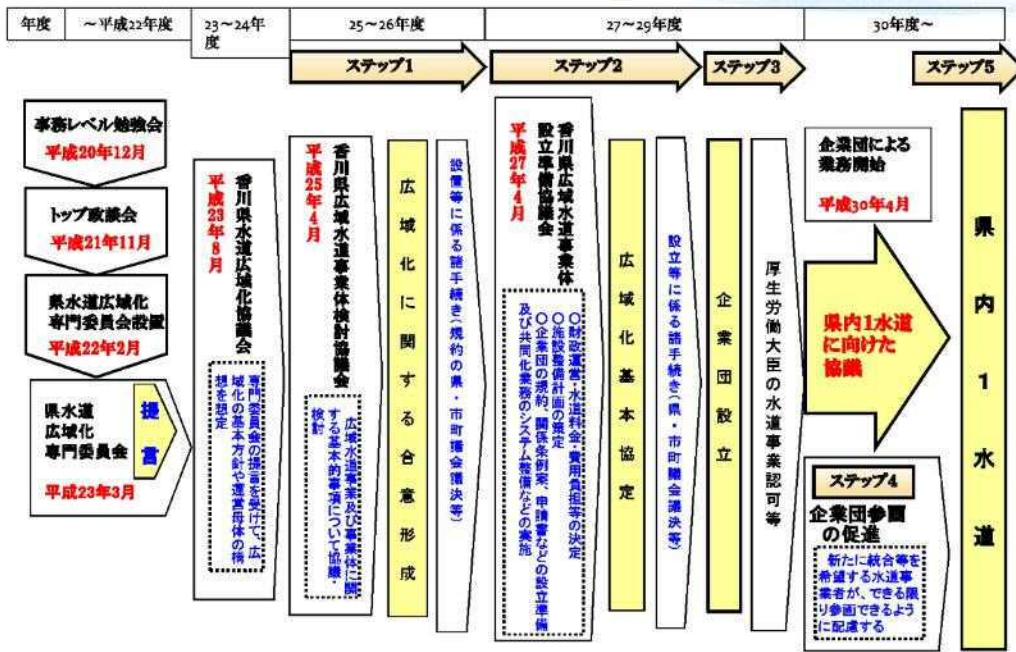 年度
～平成22年度
23～24年
度
25～26年度
27～29年度
30年度～
ステップ1
ステップ2
ステップ3
ステップ5
事務レベル勉強会
平成20年12月
トップ政談会
平成21年11月
県水道広域化
専門委員会設置
平成22年2月
県水道
広域化
専門委員会
平成23年3月
提言
香川県水道広域化協議会
平成23年8月
専門委員会の提言を受けて、広
域化の基本方針や運営母体の構
想を想定
香川県広域水道事業体検討協議会
平成25年4月
広域水道事業及び事業体に関
する基本的事項について協議・
検討
広域化に関する合意形成
設置等に係る諸手続き(規約の県・市町議会議決等)
香川県広域水道事業体
設立準備協議会
平成27年4月
〇財政運営・水道料金・費用負担等の決定
〇施設整備計画の策定
〇企業団の規約、関係条例案、申請書などの設立準備
及び共同化業務のシステム整備などの実施
広域化基本協定
設立等に係る諸手続き(県・市町議会議決等)
企業団設立
厚生労働大臣の水道事業認可等
企業団による
業務開始
平成30年4月
県内1水道
に向けた
協議
ステップ4
企業団参画
の促進
新たに統合等を
希望する水道事
業者が、できる限
り参画できるよう
に配慮する
県内1水道